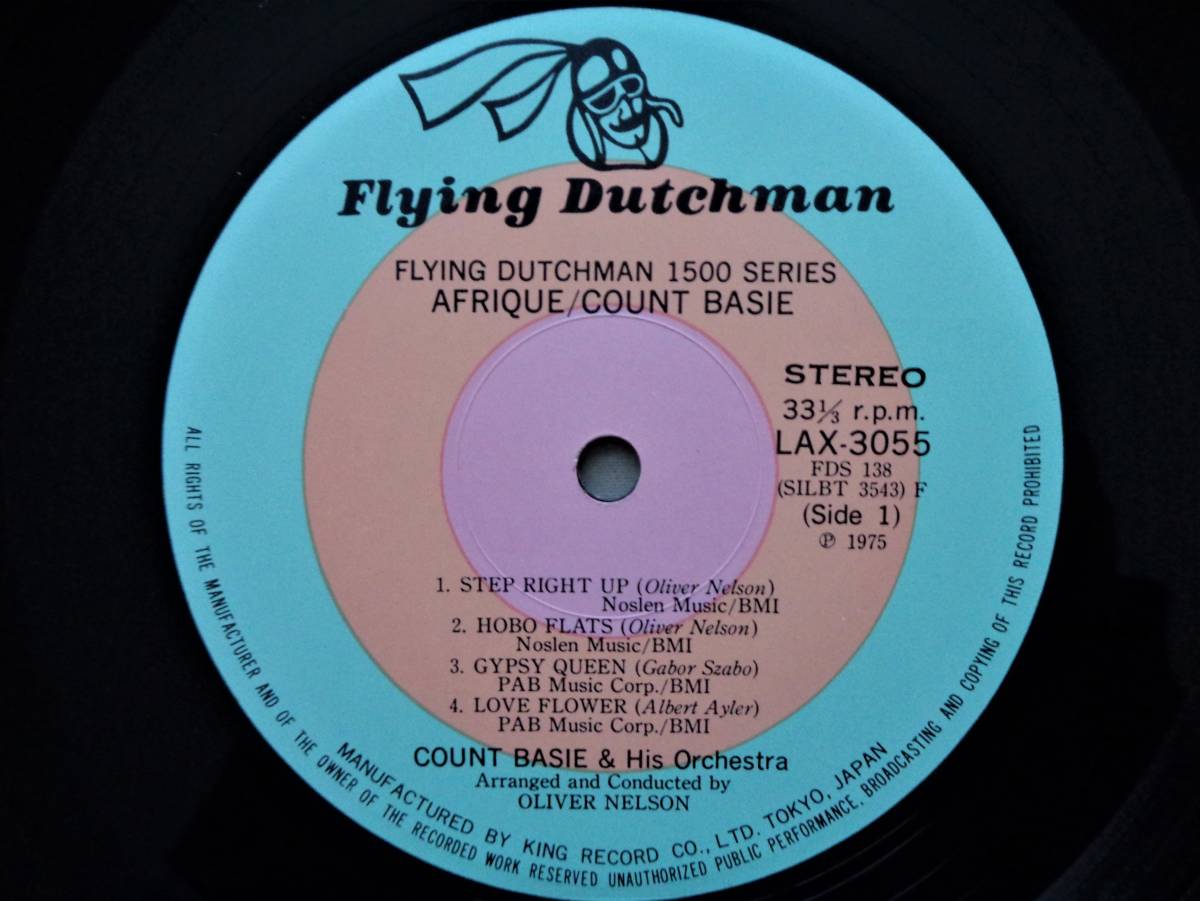 Flying Dutchman
FLYING DUTCHMAN 1500 SERIES
AFRIQUE/COUNT BASIE
STEREO
33⅓ r.p.m.
LAX-3055
FDS 138
(SILBT 3543) F
(Side 1)
℗ 1975
1. STEP RIGHT UP (Oliver Nelson)
Noslen Music/BMI
2. HOBO FLATS (Oliver Nelson)
Noslen Music/BMI
3. GYPSY QUEEN (Gabor Szabo)
PAB Music Corp./BMI
4. LOVE FLOWER (Albert Ayler)
PAB Music Corp./BMI
COUNT BASIE & His Orchestra
Arranged and Conducted by
OLIVER NELSON
MANUFACTURED BY KING RECORD CO., LTD. TOKYO, JAPAN
ALL RIGHTS OF THE MANUFACTURER AND OF THE OWNER OF THE RECORDED WORK RESERVED UNAUTHORIZED PUBLIC PERFORMANCE, BROADCASTING AND COPYING OF THIS RECORD PROHIBITED